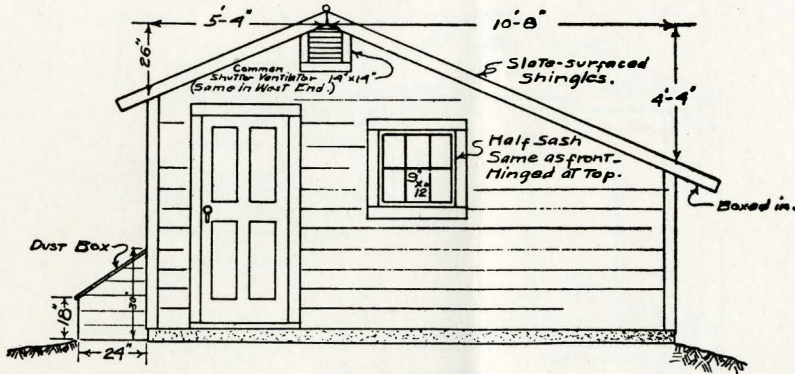 5'-4"
10'-8"
26"
Common
Shutter Ventilator 14"x14"
(Same in West End.)
Slate-surfaced
Shingles.
4'-4"
Half Sash
Same as front-
Hinged at Top.
9"
x
12"
Boxed in.
Dust Box
18"
30"
24"